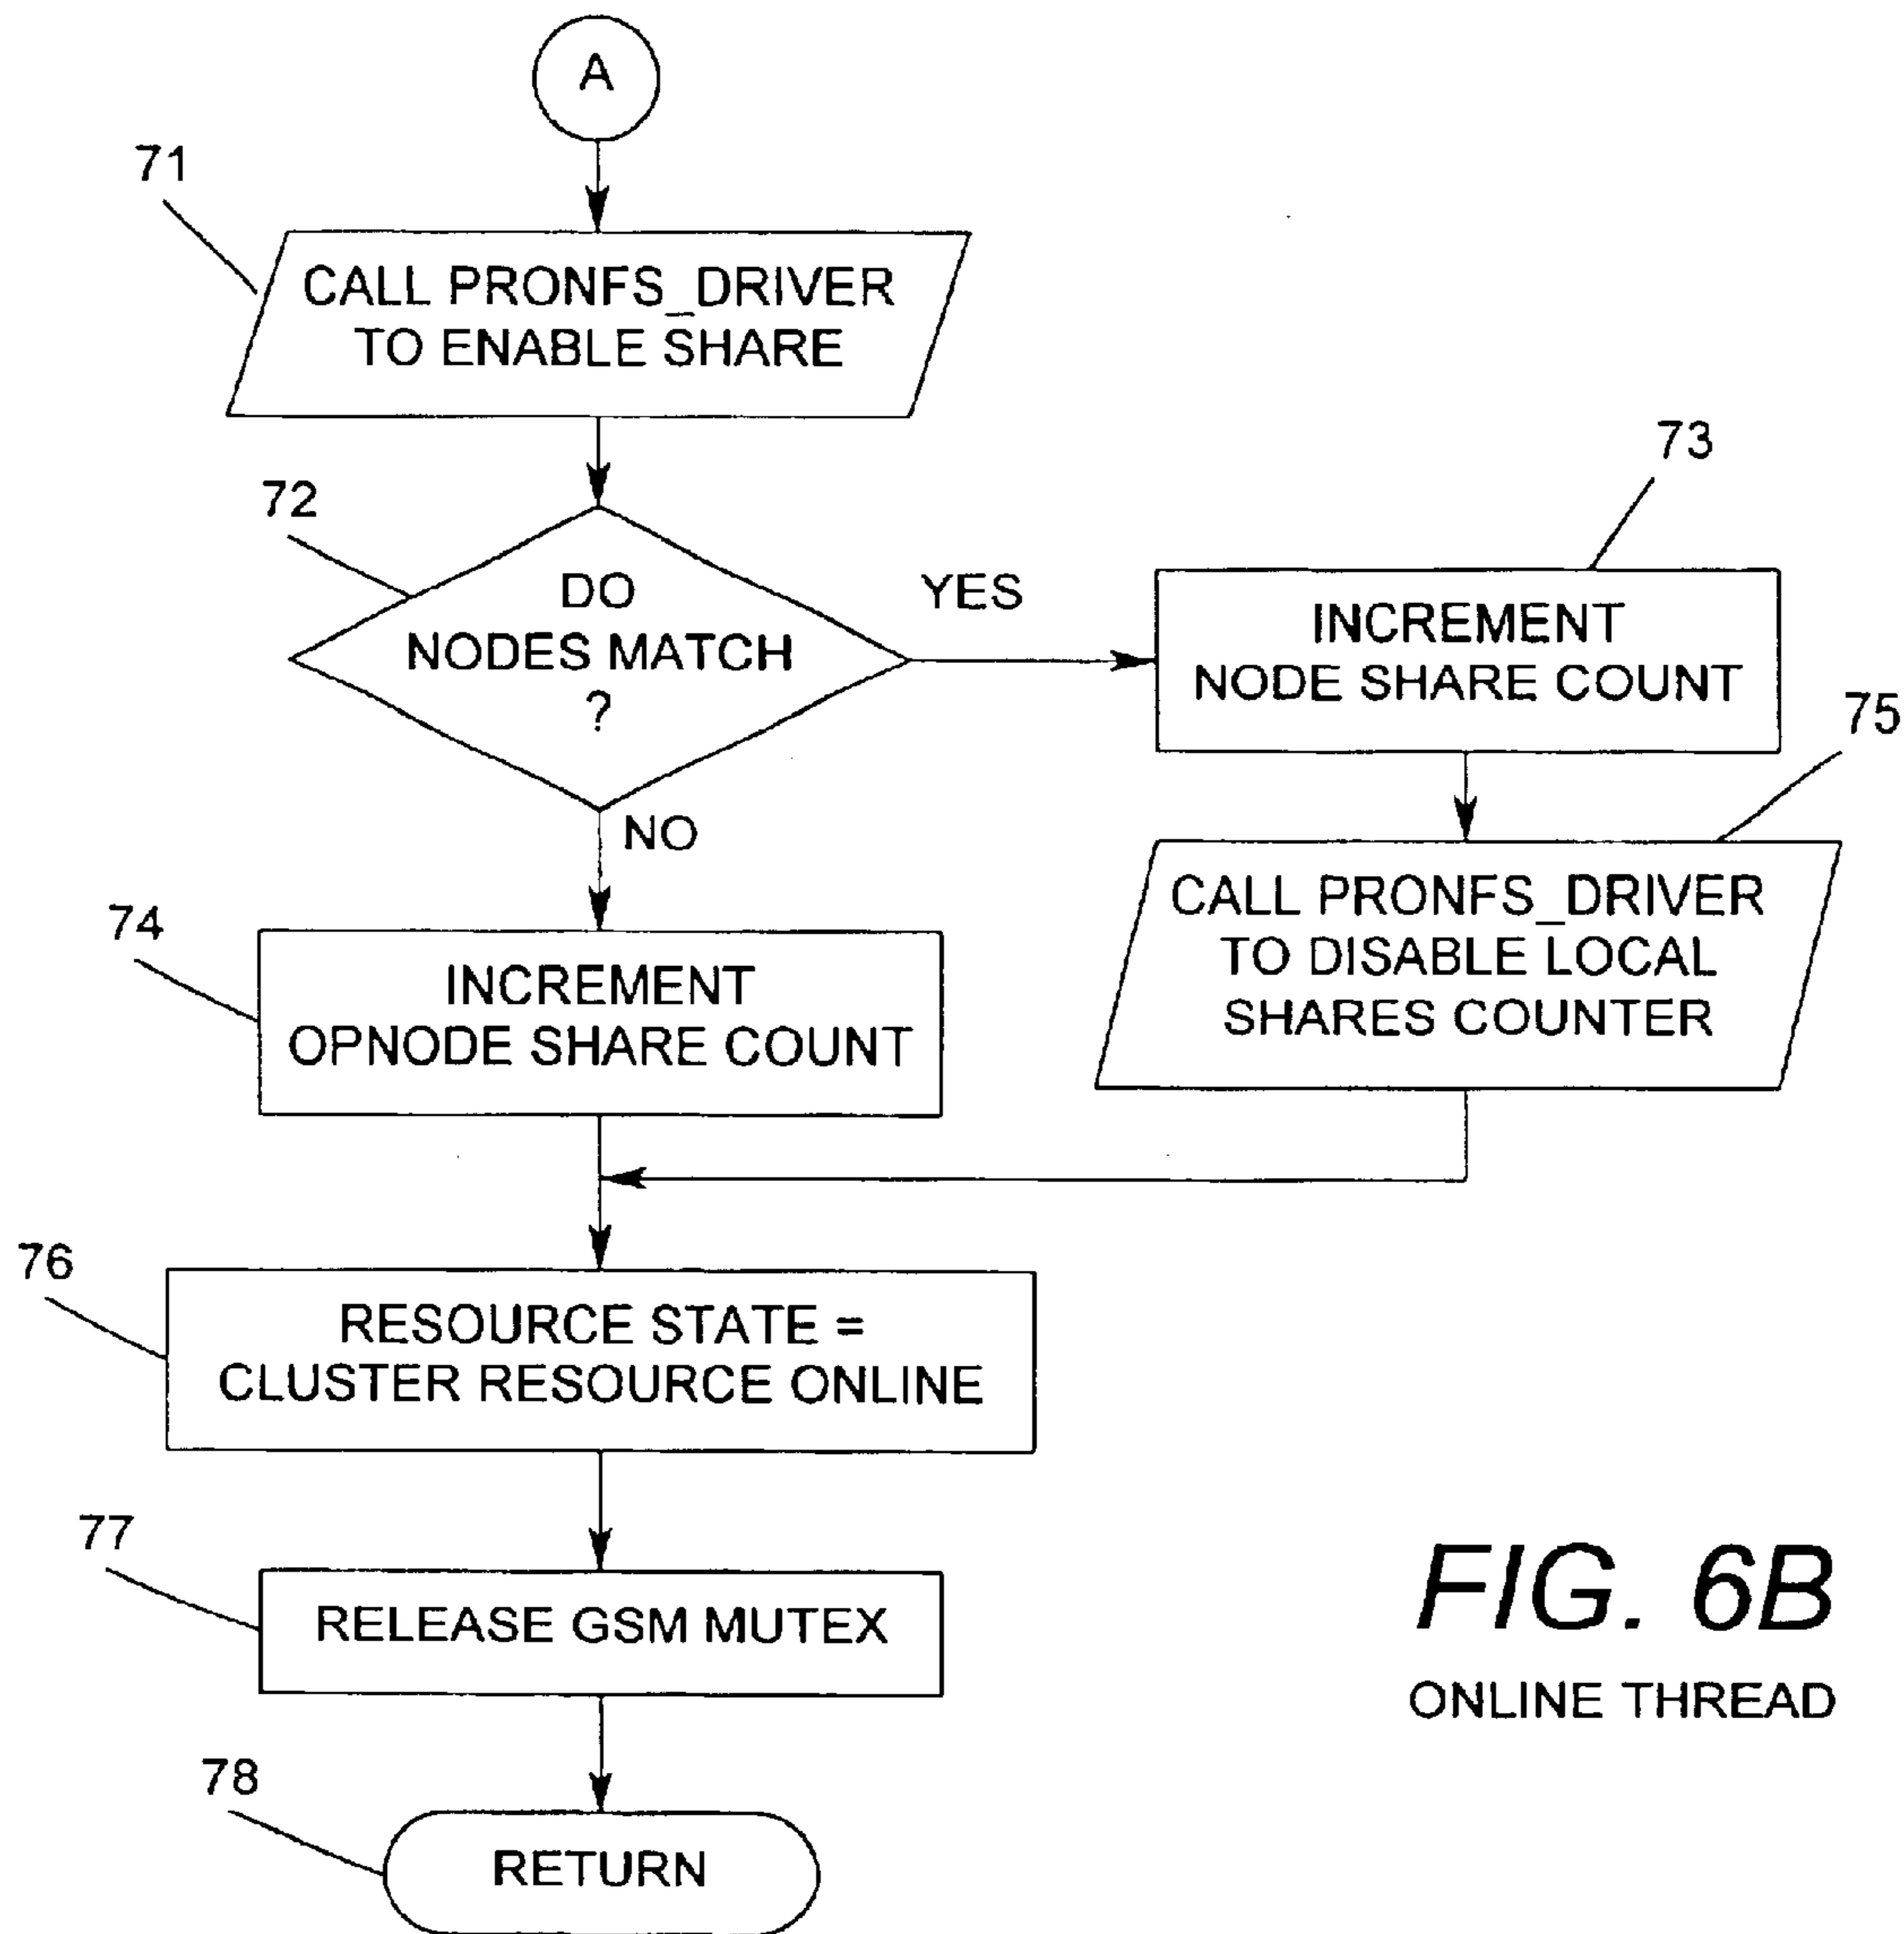 A
71
CALL PRONFS_DRIVER
TO ENABLE SHARE
72
DO
NODES MATCH
?
YES
NO
73
INCREMENT
NODE SHARE COUNT
75
CALL PRONFS_DRIVER
TO DISABLE LOCAL
SHARES COUNTER
74
INCREMENT
OPNODE SHARE COUNT
76
RESOURCE STATE =
CLUSTER RESOURCE ONLINE
77
RELEASE GSM MUTEX
78
RETURN
FIG. 6B
ONLINE THREAD